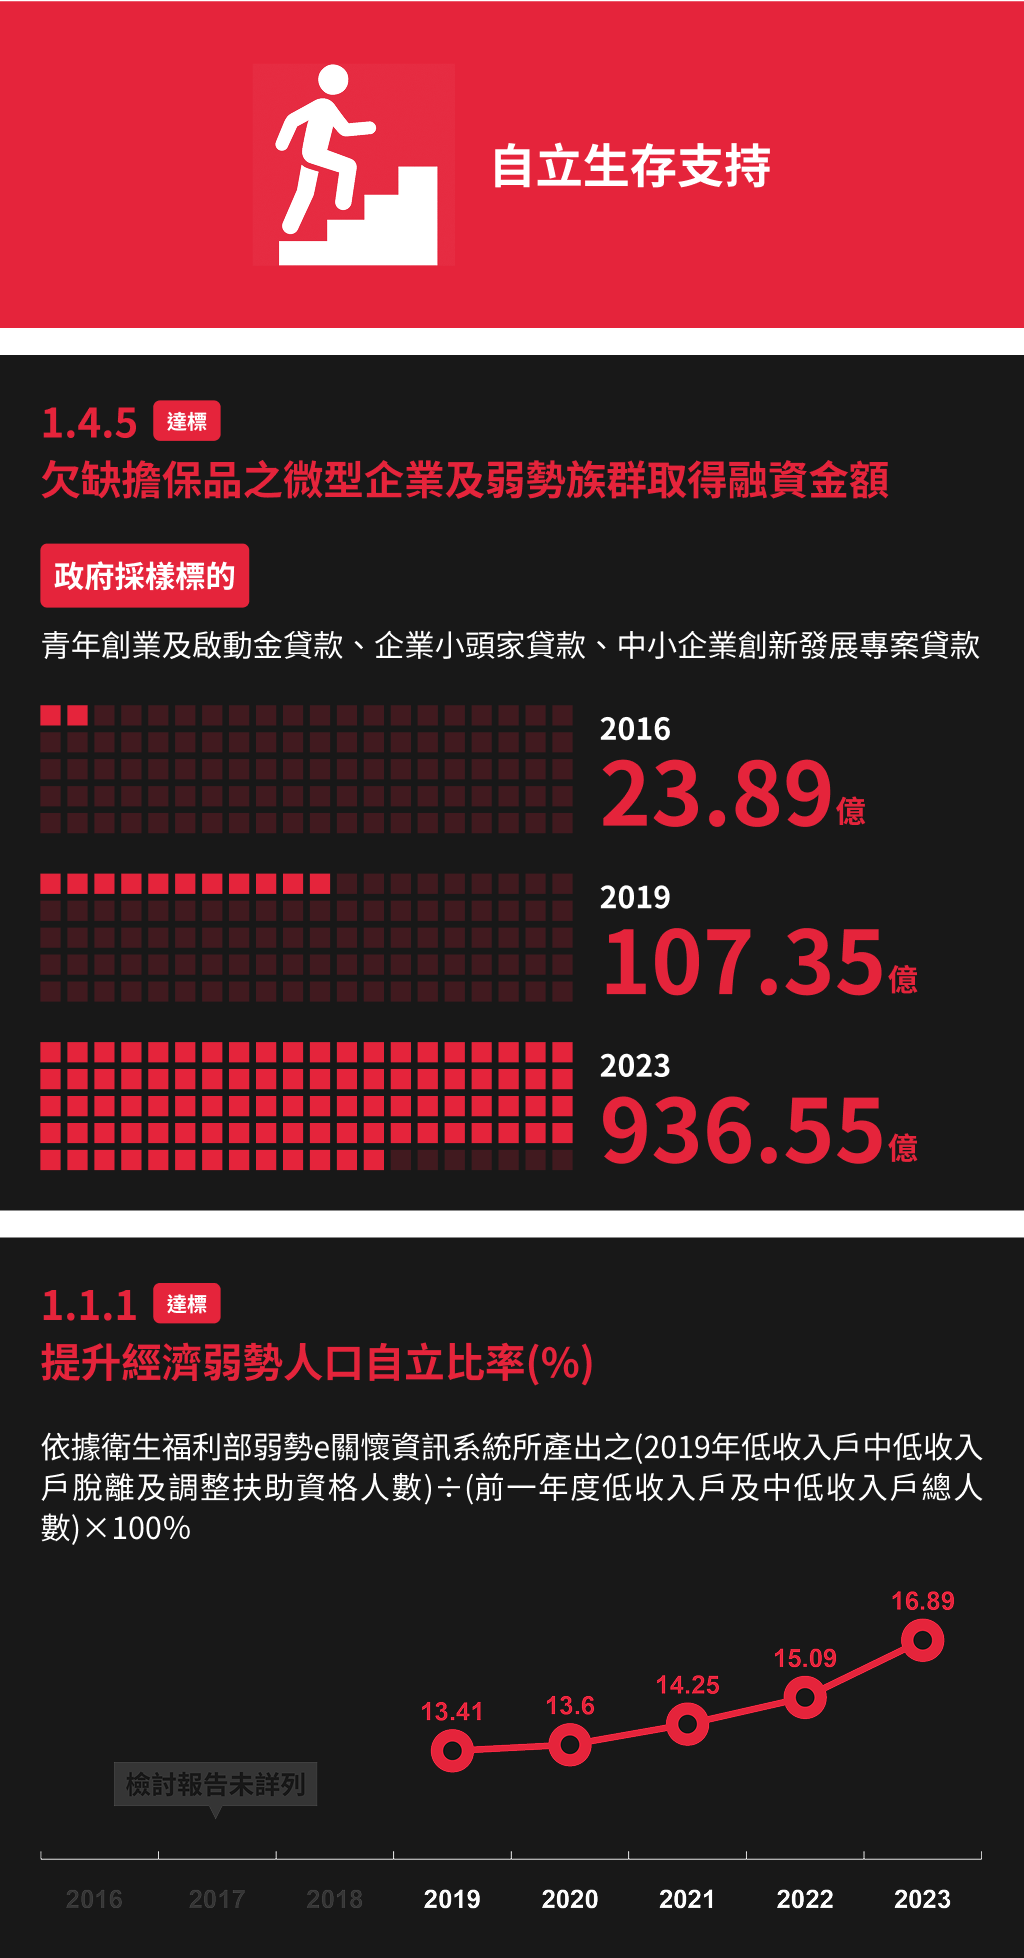 自立生存支持
1.4.5 達標
欠缺擔保品之微型企業及弱勢族群取得融資金額
政府採樣標的
青年創業及啟動金貸款、企業小頭家貸款、中小企業創新發展專案貸款
2016
23.89億
2019
107.35億
2023
936.55億
1.1.1 達標
提升經濟弱勢人口自立比率(%)
依據衛生福利部弱勢e關懷資訊系統所產出之(2019年低收入戶中低收入
戶脫離及調整扶助資格人數)÷(前一年度低收入戶及中低收入戶總人
數)×100%
16.89
15.09
14.25
13.6
13.41
檢討報告未詳列
2016 2017 2018 2019 2020 2021 2022 2023